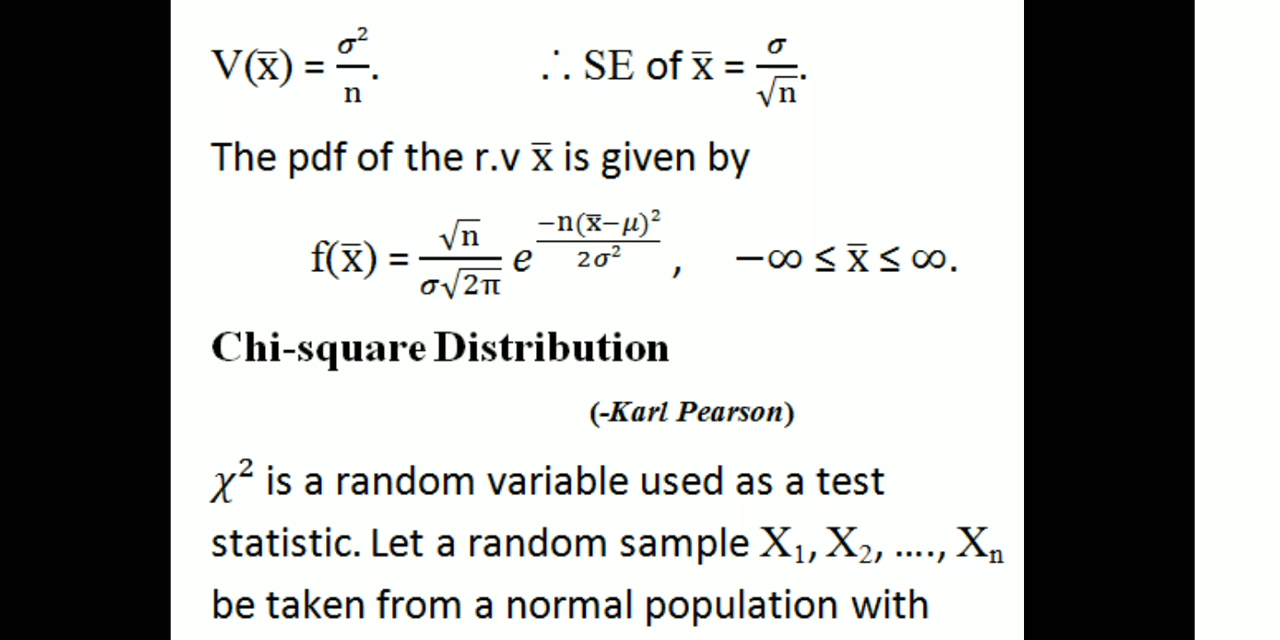 V(x̅) = σ²/n. ∴ SE of x̅ = σ/√n.
The pdf of the r.v x̅ is given by
f(x̅) = √n/(σ√2π) e^(−n(x̅−μ)²/2σ²) , −∞ ≤ x̅ ≤ ∞.
Chi-square Distribution
(-Karl Pearson)
χ² is a random variable used as a test
statistic. Let a random sample X₁, X₂, ...., Xₙ
be taken from a normal population with